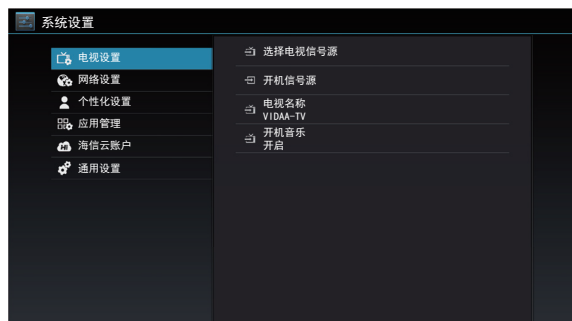 系统设置
电视设置
网络设置
个性化设置
应用管理
海信云账户
通用设置
选择电视信号源
开机信号源
电视名称
VIDAA-TV
开机音乐
开启